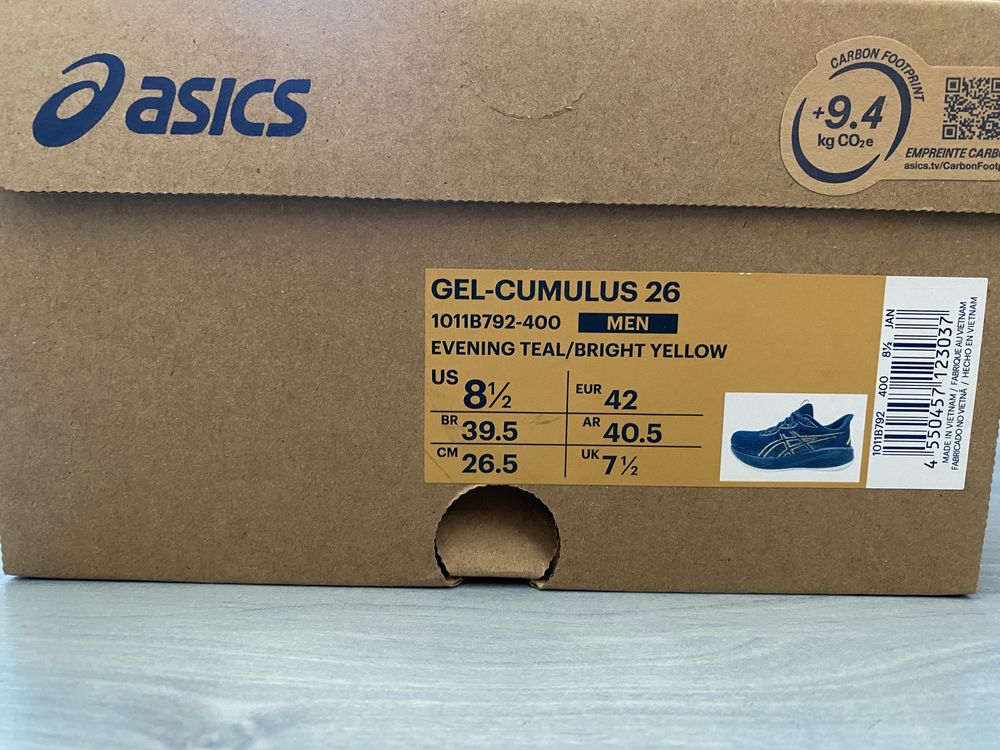 asics
CARBON FOOTPRINT
+9.4
kg CO₂e
EMPREINTE CARBO
asics.tv/CarbonFootp
GEL-CUMULUS 26
1011B792-400 MEN
EVENING TEAL/BRIGHT YELLOW
US 8½ EUR 42
BR 39.5 AR 40.5
CM 26.5 UK 7½
1011B792 400 8½ JAN
4 550457 123037
MADE IN VIETNAM / FABRIQUÉ AU VIETNAM
FABRICADO NO VIETNÃ / HECHO EN VIETNAM